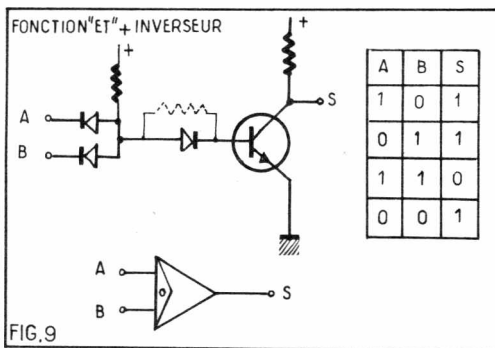 FONCTION"ET"+ INVERSEUR
+
+
A
B
S
A B S
1 0 1
0 1 1
1 1 0
0 0 1
A
B
S
FIG.9